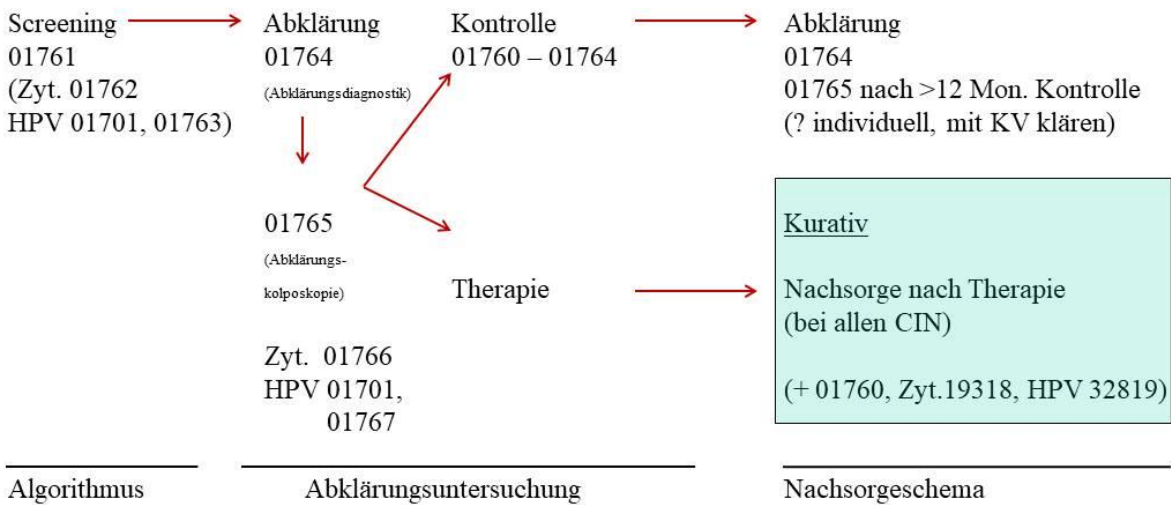 Screening
01761
(Zyt. 01762
HPV 01701, 01763)
Abklärung
01764
(Abklärungsdiagnostik)
01765
(Abklärungs-
kolposkopie)
Zyt. 01766
HPV 01701,
01767
Kontrolle
01760 – 01764
Therapie
Abklärung
01764
01765 nach >12 Mon. Kontrolle
(? individuell, mit KV klären)
Kurativ
Nachsorge nach Therapie
(bei allen CIN)
(+ 01760, Zyt.19318, HPV 32819)
Algorithmus
Abklärungsuntersuchung
Nachsorgeschema